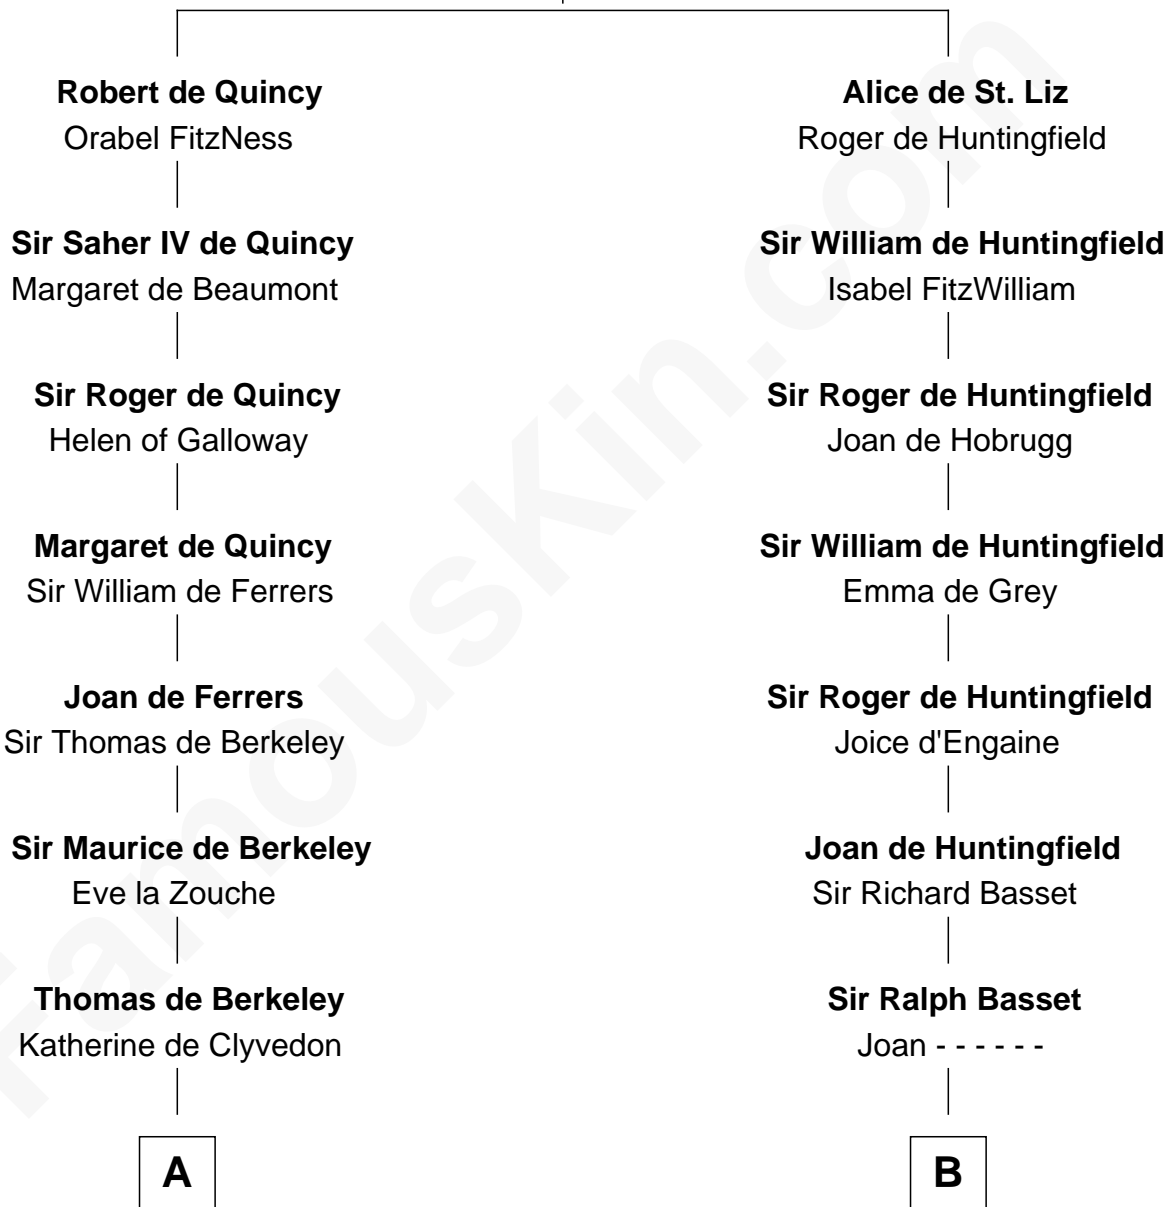 Robert de Quincy
Orabel FitzNess
Sir Saher IV de Quincy
Margaret de Beaumont
Sir Roger de Quincy
Helen of Galloway
Margaret de Quincy
Sir William de Ferrers
Joan de Ferrers
Sir Thomas de Berkeley
Sir Maurice de Berkeley
Eve la Zouche
Thomas de Berkeley
Katherine de Clyvedon
A
Alice de St. Liz
Roger de Huntingfield
Sir William de Huntingfield
Isabel FitzWilliam
Sir Roger de Huntingfield
Joan de Hobrugg
Sir William de Huntingfield
Emma de Grey
Sir Roger de Huntingfield
Joice d'Engaine
Joan de Huntingfield
Sir Richard Basset
Sir Ralph Basset
Joan - - - - - -
B
FamousKin.com